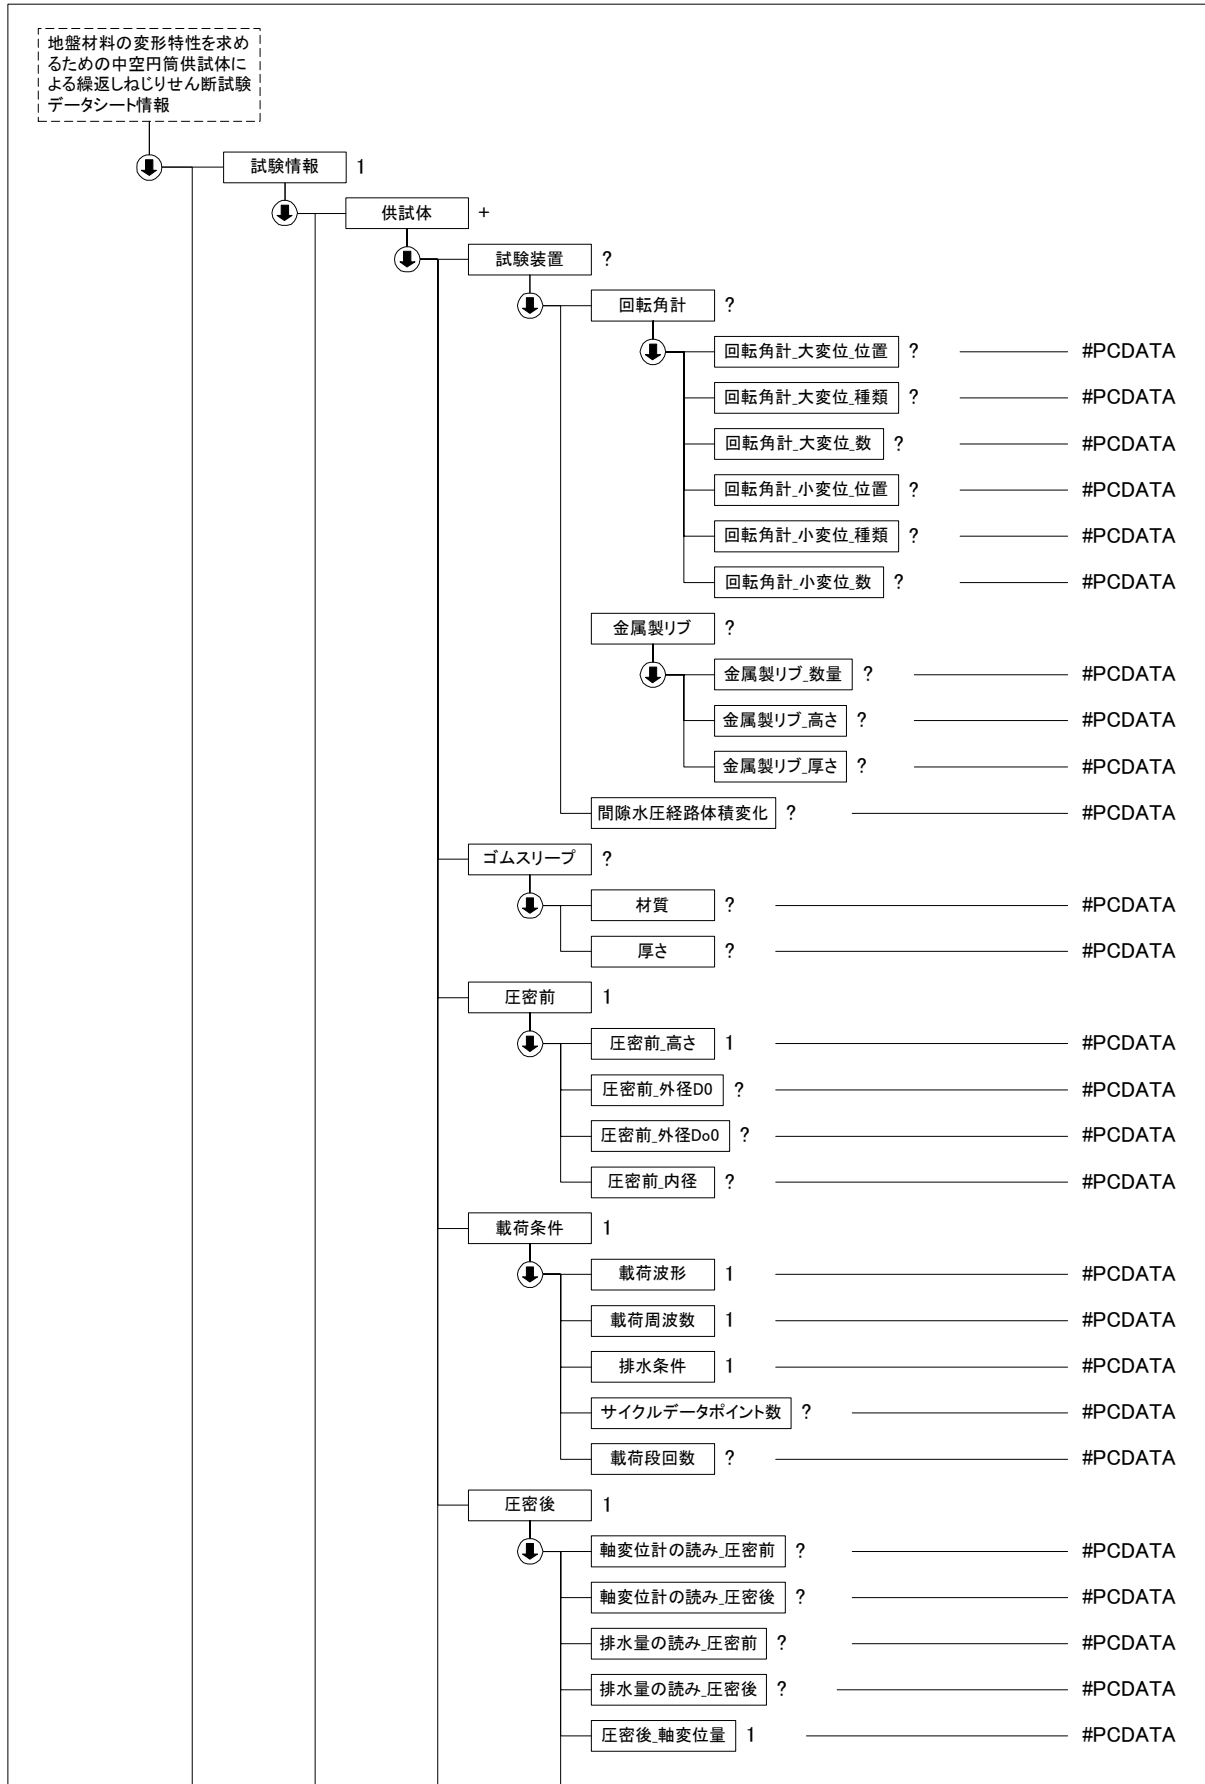 地盤材料の変形特性を求め
るための中空円筒供試体に
よる繰返しねじりせん断試験
データシート情報
試験情報 1
供試体 +
試験装置 ?
回転角計 ?
回転角計_大変位_位置 ? #PCDATA
回転角計_大変位_種類 ? #PCDATA
回転角計_大変位_数 ? #PCDATA
回転角計_小変位_位置 ? #PCDATA
回転角計_小変位_種類 ? #PCDATA
回転角計_小変位_数 ? #PCDATA
金属製リブ ?
金属製リブ_数量 ? #PCDATA
金属製リブ_高さ ? #PCDATA
金属製リブ_厚さ ? #PCDATA
間隙水圧経路体積変化 ? #PCDATA
ゴムスリーブ ?
材質 ? #PCDATA
厚さ ? #PCDATA
圧密前 1
圧密前_高さ 1 #PCDATA
圧密前_外径D0 ? #PCDATA
圧密前_外径Do0 ? #PCDATA
圧密前_内径 ? #PCDATA
載荷条件 1
載荷波形 1 #PCDATA
載荷周波数 1 #PCDATA
排水条件 1 #PCDATA
サイクルデータポイント数 ? #PCDATA
載荷段回数 ? #PCDATA
圧密後 1
軸変位計の読み_圧密前 ? #PCDATA
軸変位計の読み_圧密後 ? #PCDATA
排水量の読み_圧密前 ? #PCDATA
排水量の読み_圧密後 ? #PCDATA
圧密後_軸変位量 1 #PCDATA